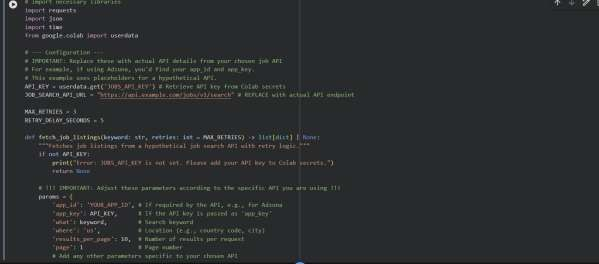 # Import necessary libraries
import requests
import json
import time
from google.colab import userdata
# --- Configuration ---
# IMPORTANT: Replace these with actual API details from your chosen job API
# For example, if using Adzuna, you'd find your app_id and app_key.
# This example uses placeholders for a hypothetical API.
API_KEY = userdata.get('JOBS_API_KEY') # Retrieve API key from Colab secrets
JOB_SEARCH_API_URL = "https://api.example.com/jobs/v1/search" # REPLACE with actual API endpoint
MAX_RETRIES = 3
RETRY_DELAY_SECONDS = 5
def fetch_job_listings(keyword: str, retries: int = MAX_RETRIES) -> list[dict] | None:
"""Fetches job listings from a hypothetical job search API with retry logic."""
if not API_KEY:
print("Error: JOBS_API_KEY is not set. Please add your API key to Colab secrets.")
return None
# !!! IMPORTANT: Adjust these parameters according to the specific API you are using !!!
params = {
'app_id': 'YOUR_APP_ID', # If required by the API, e.g., for Adzuna
'app_key': API_KEY, # If the API key is passed as 'app_key'
'what': keyword, # Search keyword
'where': 'us', # Location (e.g., country code, city)
'results_per_page': 10, # Number of results per request
'page': 1 # Page number
# Add any other parameters specific to your chosen API